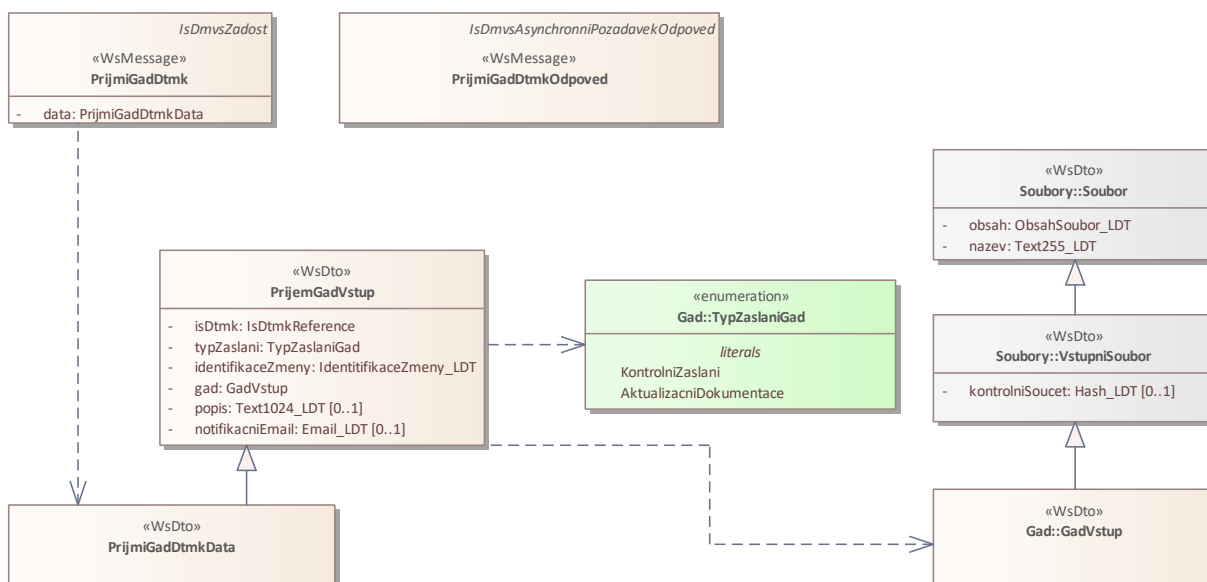 IsDmvsZadost
«WsMessage»
PrijmiGadDtmk
- data: PrijmiGadDtmkData
IsDmvsAsynchronniPozadavekOdpoved
«WsMessage»
PrijmiGadDtmkOdpoved
«WsDto»
Soubory::Soubor
- obsah: ObsahSoubor_LDT
- nazev: Text255_LDT
«WsDto»
PrijemGadVstup
- isDtmk: IsDtmkReference
- typZaslani: TypZaslaniGad
- identifikaceZmeny: IdentitifikaceZmeny_LDT
- gad: GadVstup
- popis: Text1024_LDT [0..1]
- notifikacniEmail: Email_LDT [0..1]
«enumeration»
Gad::TypZaslaniGad
literals
KontrolniZaslani
AktualizacniDokumentace
«WsDto»
Soubory::VstupniSoubor
- kontrolniSoucet: Hash_LDT [0..1]
«WsDto»
PrijmiGadDtmkData
«WsDto»
Gad::GadVstup